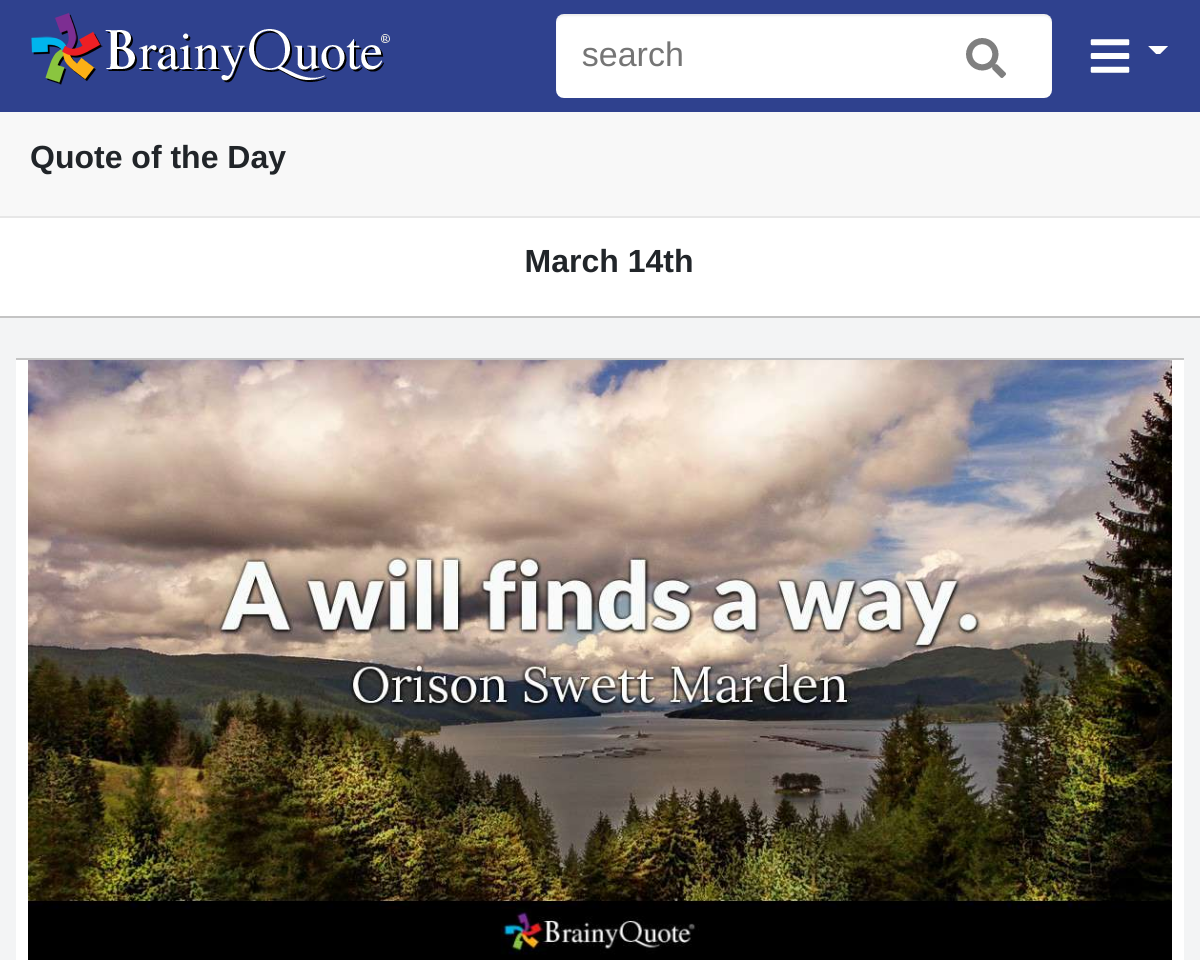 BrainyQuote®
search
Quote of the Day
March 14th
A will finds a way.
Orison Swett Marden
BrainyQuote®